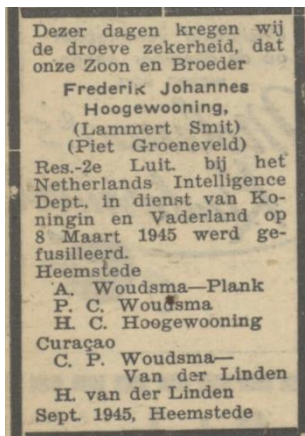 Dezer dagen kregen wij
de droeve zekerheid, dat
onze Zoon en Broeder
Frederik Johannes
Hoogewooning,
(Lammert Smit)
(Piet Groeneveld)
Res.-2e Luit. bij het
Netherlands Intelligence
Dept., in dienst van Ko-
ningin en Vaderland op
8 Maart 1945 werd ge-
fusilleerd.
Heemstede
A. Woudsma—Plank
P. C. Woudsma
H. C. Hoogewooning
Curaçao
C. P. Woudsma—
Van der Linden
H. van der Linden
Sept. 1945, Heemstede